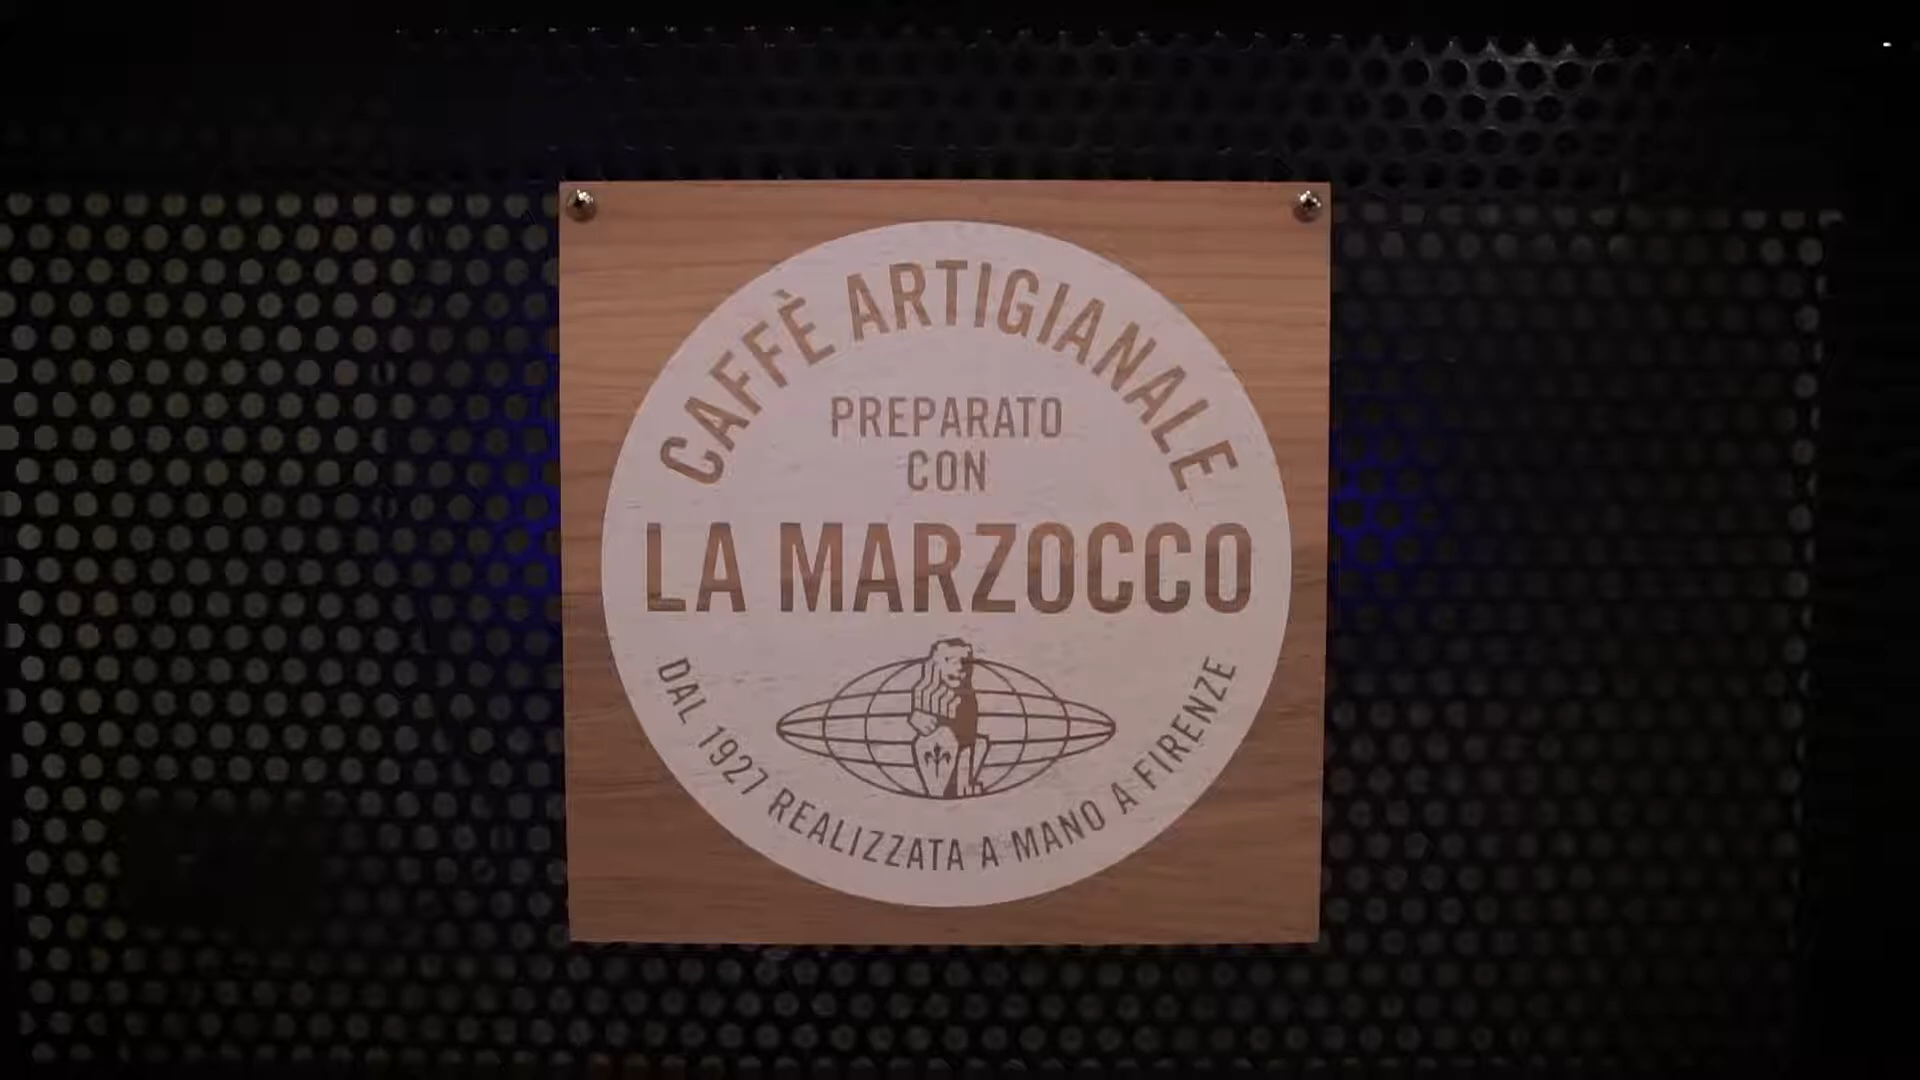 CAFFÈ ARTIGIANALE
PREPARATO
CON
LA MARZOCCO
DAL 1927 REALIZZATA A MANO A FIRENZE